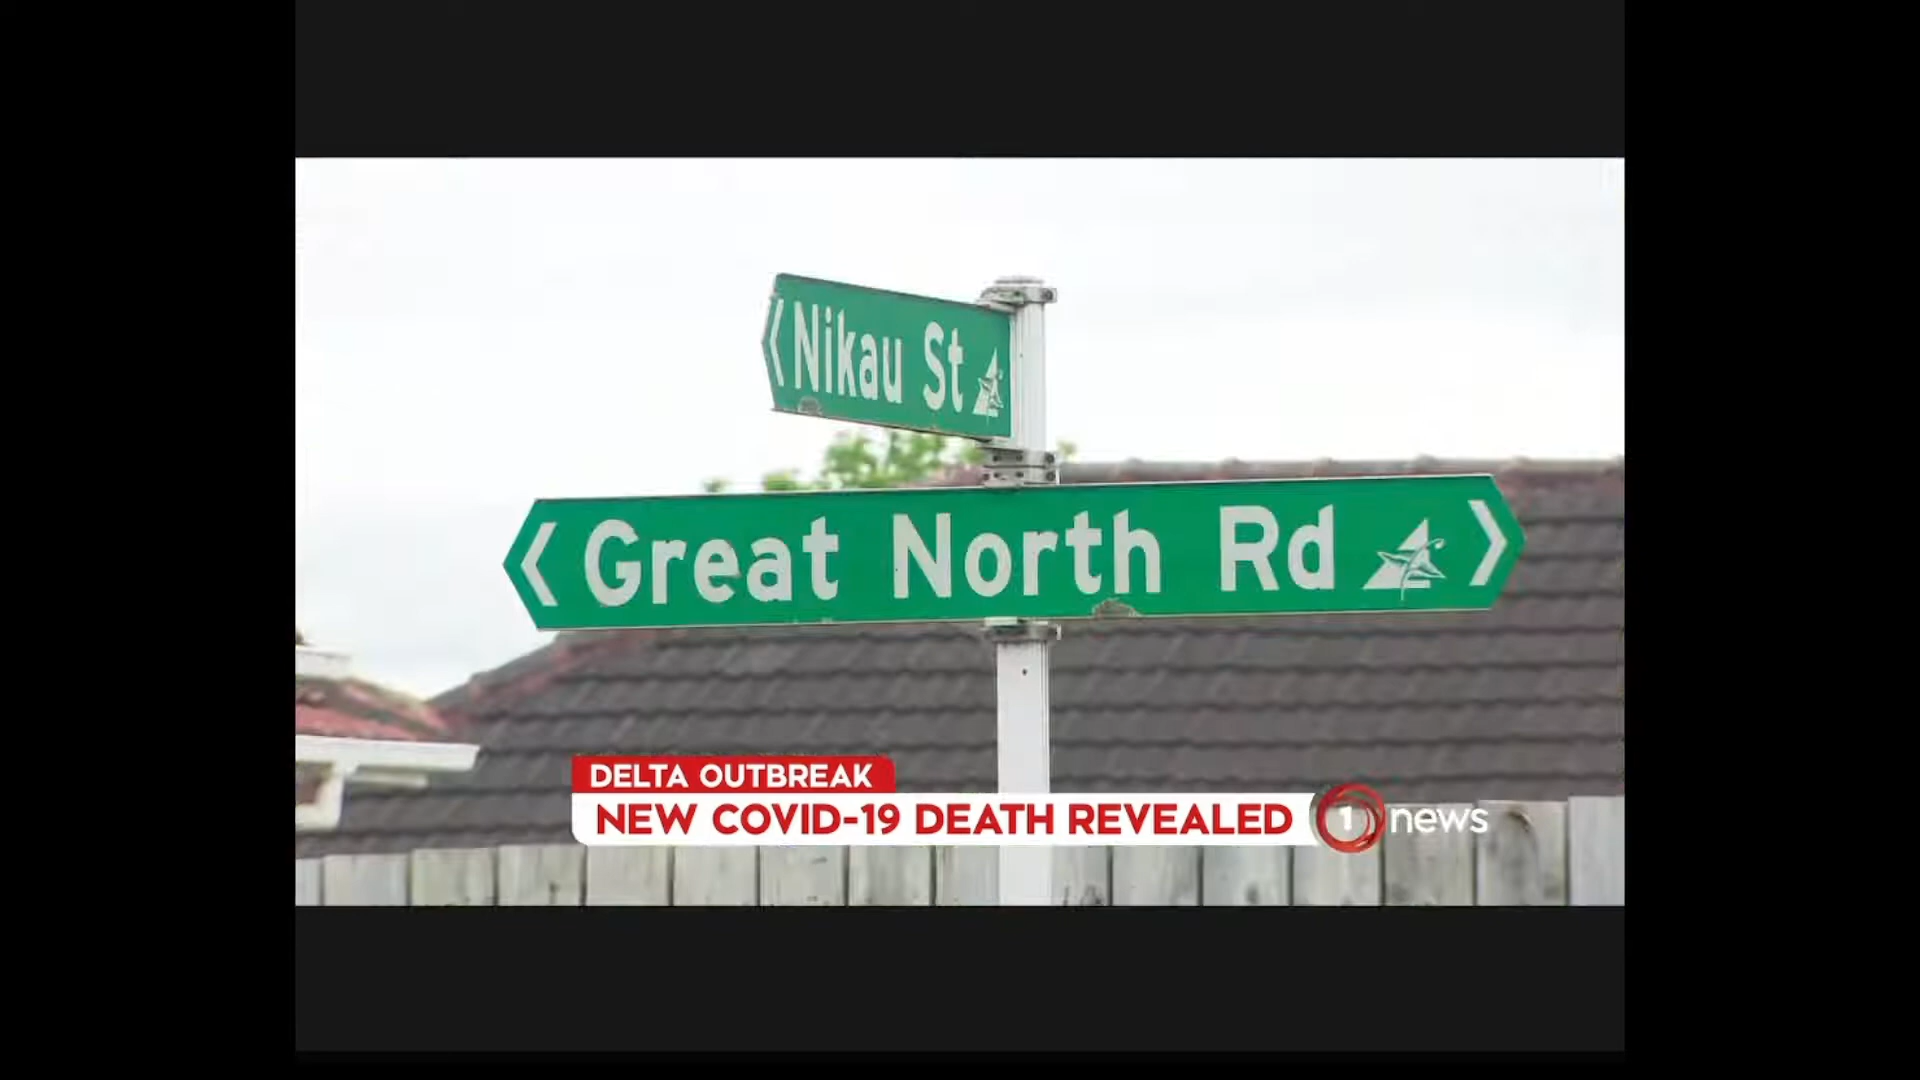 Nikau St
Great North Rd
DELTA OUTBREAK
NEW COVID-19 DEATH REVEALED
1 news